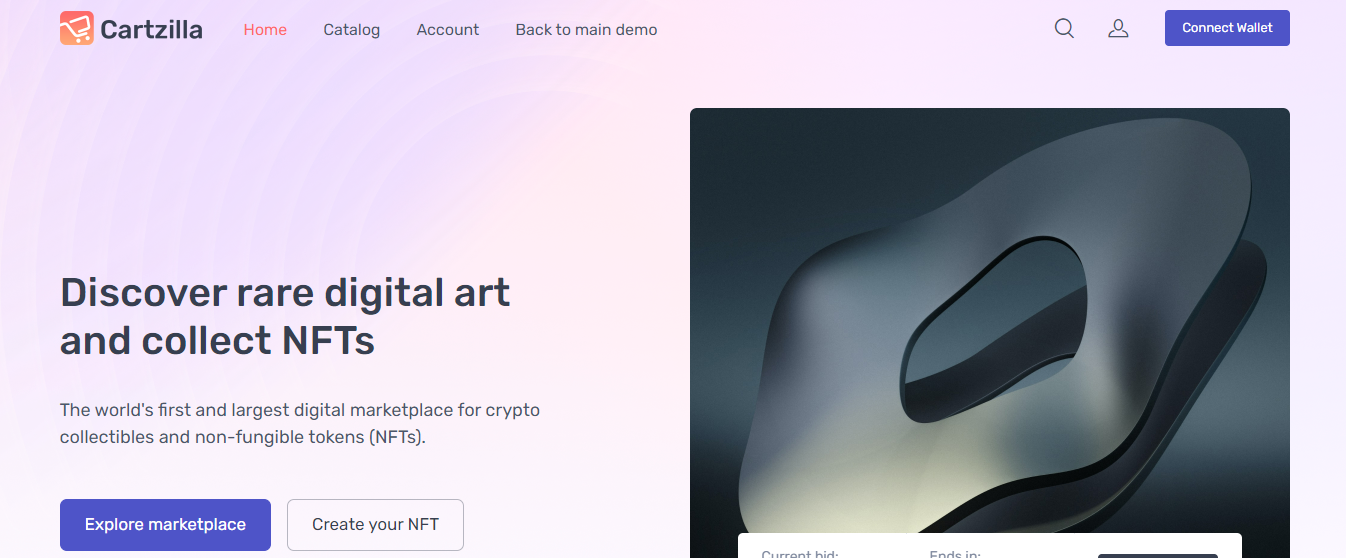 Cartzilla
Home
Catalog
Account
Back to main demo
Connect Wallet
Discover rare digital art
and collect NFTs
The world's first and largest digital marketplace for crypto
collectibles and non-fungible tokens (NFTs).
Explore marketplace
Create your NFT
Current bid:
Ends in: